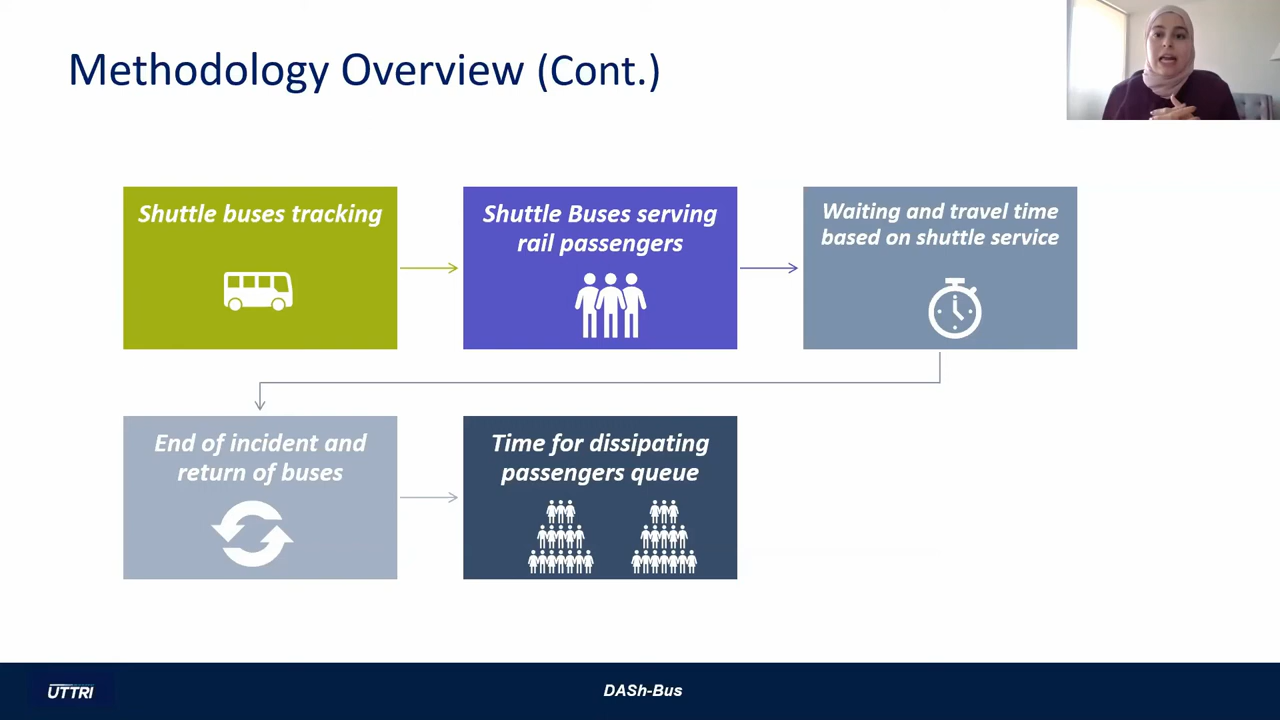 Methodology Overview (Cont.)
Shuttle buses tracking
Shuttle Buses serving
rail passengers
Waiting and travel time
based on shuttle service
End of incident and
return of buses
Time for dissipating
passengers queue
UTTRI
DASh-Bus